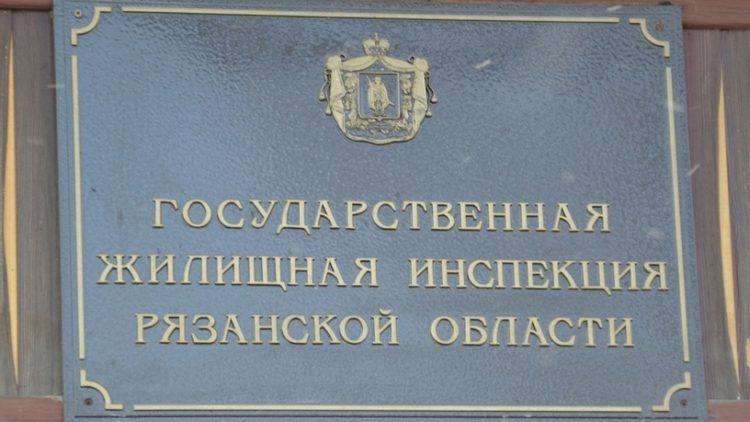 ГОСУДАРСТВЕННАЯ
ЖИЛИЩНАЯ ИНСПЕКЦИЯ
РЯЗАНСКОЙ ОБЛАСТИ